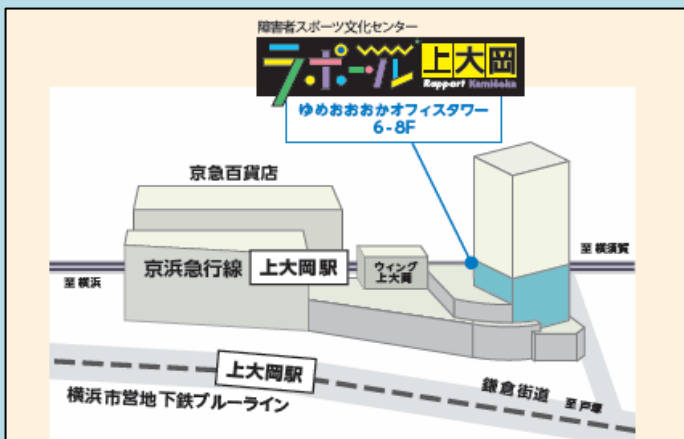 障害者スポーツ文化センター
ラポール上大岡
Rapport Kamiooka
ゆめおおおかオフィスタワー
6-8F
京急百貨店
京浜急行線
上大岡駅
ウィング
上大岡
至 横須賀
至 横浜
上大岡駅
横浜市営地下鉄ブルーライン
鎌倉街道
至 戸塚